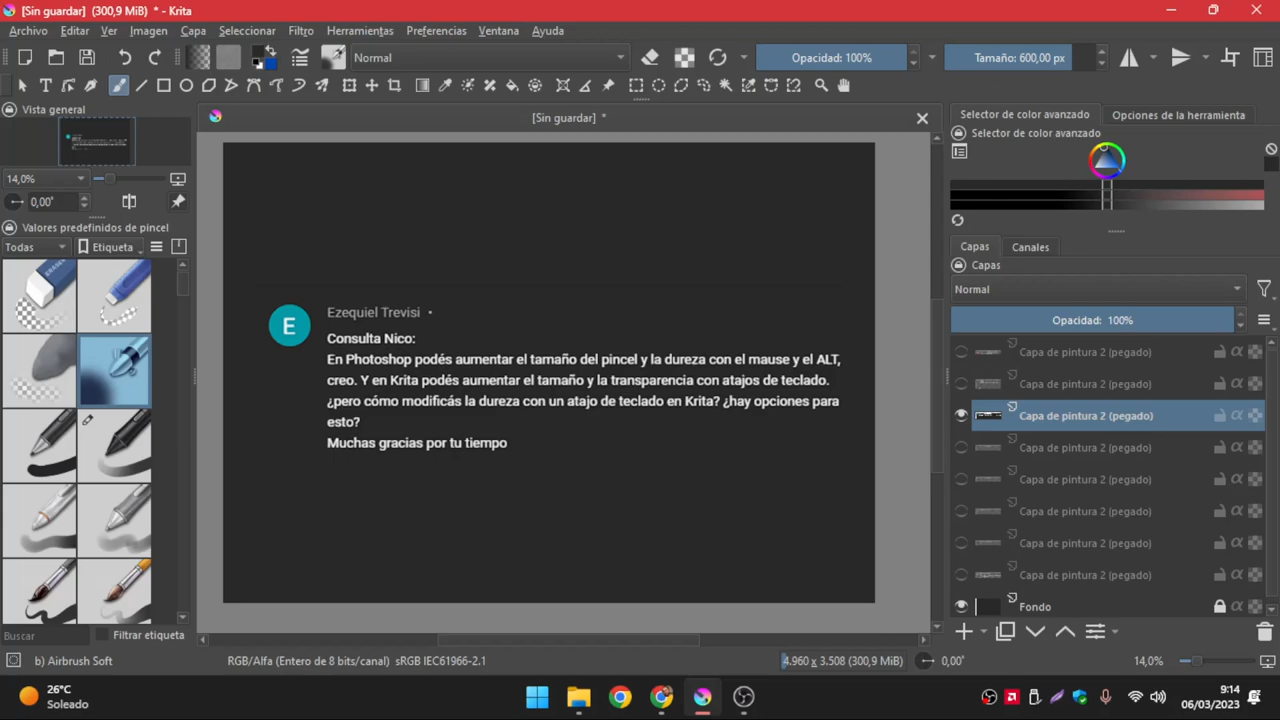 [Sin guardar] (300,9 MiB) * - Krita
Archivo Editar Ver Imagen Capa Seleccionar Filtro Herramientas Preferencias Ventana Ayuda
Normal Opacidad: 100% Tamaño: 600,00 px
Vista general
[Sin guardar] *
Selector de color avanzado Opciones de la herramienta
Selector de color avanzado
14,0%
0,00°
Valores predefinidos de pincel
Todas Etiqueta
Capas Canales
Capas
Normal
Opacidad: 100%
E
Ezequiel Trevisi •
Consulta Nico:
En Photoshop podés aumentar el tamaño del pincel y la dureza con el mause y el ALT,
creo. Y en Krita podés aumentar el tamaño y la transparencia con atajos de teclado.
¿pero cómo modificás la dureza con un atajo de teclado en Krita? ¿hay opciones para
esto?
Muchas gracias por tu tiempo
Capa de pintura 2 (pegado)
Capa de pintura 2 (pegado)
Capa de pintura 2 (pegado)
Capa de pintura 2 (pegado)
Capa de pintura 2 (pegado)
Capa de pintura 2 (pegado)
Capa de pintura 2 (pegado)
Capa de pintura 2 (pegado)
Fondo
Buscar Filtrar etiqueta
b) Airbrush Soft RGB/Alfa (Entero de 8 bits/canal) sRGB IEC61966-2.1 4.960 x 3.508 (300,9 MiB) 0,00° 14,0%
26°C
Soleado
9:14
06/03/2023